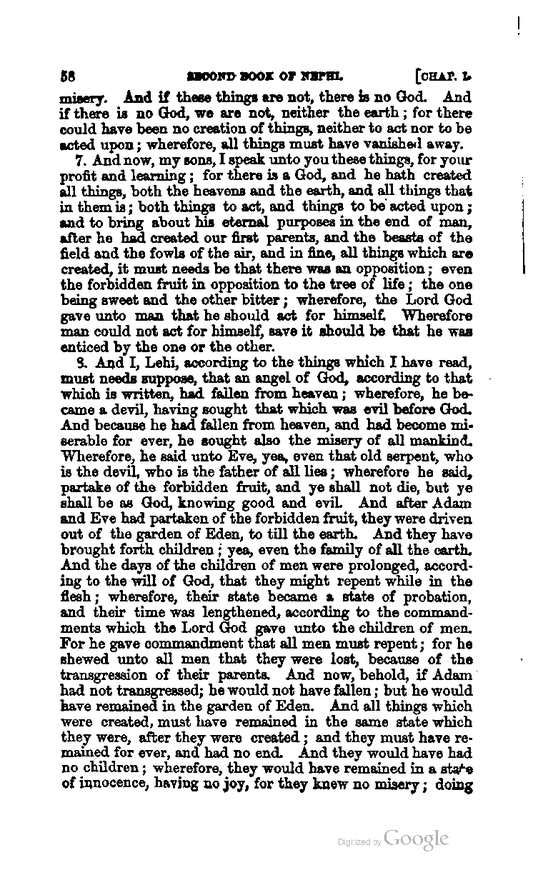 58 SECOND BOOK OF NEPHI. [CHAP. I.
misery. And if these things are not, there is no God. And
if there is no God, we are not, neither the earth; for there
could have been no creation of things, neither to act nor to be
acted upon; wherefore, all things must have vanished away.
7. And now, my sons, I speak unto you these things, for your
profit and learning; for there is a God, and he hath created
all things, both the heavens and the earth, and all things that
in them is; both things to act, and things to be acted upon;
and to bring about his eternal purposes in the end of man,
after he had created our first parents, and the beasts of the
field and the fowls of the air, and in fine, all things which are
created, it must needs be that there was an opposition; even
the forbidden fruit in opposition to the tree of life; the one
being sweet and the other bitter; wherefore, the Lord God
gave unto man that he should act for himself. Wherefore
man could not act for himself, save it should be that he was
enticed by the one or the other.
8. And I, Lehi, according to the things which I have read,
must needs suppose, that an angel of God, according to that
which is written, had fallen from heaven; wherefore, he be-
came a devil, having sought that which was evil before God.
And because he had fallen from heaven, and had become mi-
serable for ever, he sought also the misery of all mankind.
Wherefore, he said unto Eve, yea, even that old serpent, who
is the devil, who is the father of all lies; wherefore he said,
partake of the forbidden fruit, and ye shall not die, but ye
shall be as God, knowing good and evil. And after Adam
and Eve had partaken of the forbidden fruit, they were driven
out of the garden of Eden, to till the earth. And they have
brought forth children; yea, even the family of all the earth.
And the days of the children of men were prolonged, accord-
ing to the will of God, that they might repent while in the
flesh; wherefore, their state became a state of probation,
and their time was lengthened, according to the command-
ments which the Lord God gave unto the children of men.
For he gave commandment that all men must repent; for he
shewed unto all men that they were lost, because of the
transgression of their parents. And now, behold, if Adam
had not transgressed; he would not have fallen; but he would
have remained in the garden of Eden. And all things which
were created, must have remained in the same state which
they were, after they were created; and they must have re-
mained for ever, and had no end. And they would have had
no children; wherefore, they would have remained in a state
of innocence, having no joy, for they knew no misery; doing
Digitized by Google